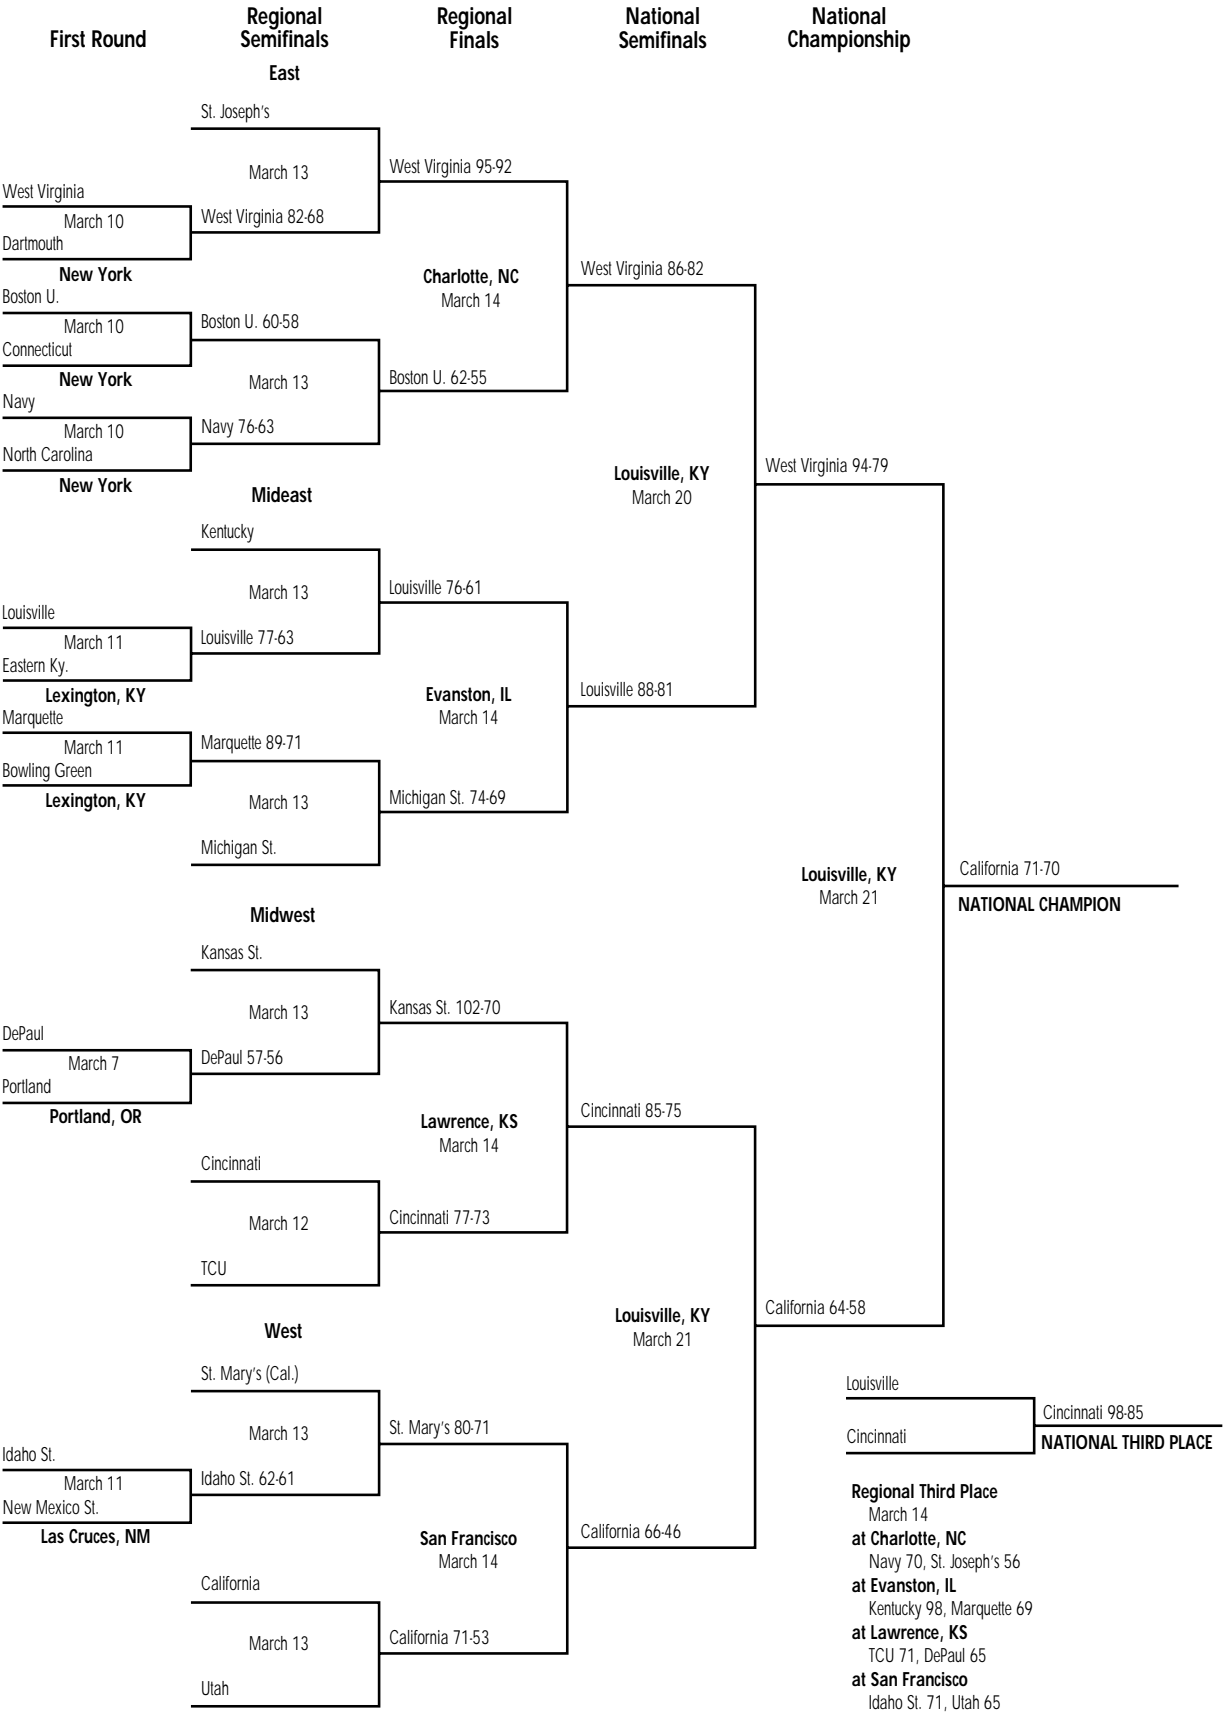 First Round
Regional
Semifinals
Regional
Finals
National
Semifinals
National
Championship
East
St. Joseph's
March 13
West Virginia 95-92
West Virginia
March 10
West Virginia 82-68
Dartmouth
New York
Charlotte, NC
March 14
West Virginia 86-82
Boston U.
March 10
Boston U. 60-58
Connecticut
New York
March 13
Boston U. 62-55
Navy
March 10
Navy 76-63
North Carolina
New York
Louisville, KY
March 20
West Virginia 94-79
Mideast
Kentucky
March 13
Louisville 76-61
Louisville
March 11
Louisville 77-63
Eastern Ky.
Lexington, KY
Evanston, IL
March 14
Louisville 88-81
Marquette
March 11
Marquette 89-71
Bowling Green
Lexington, KY
March 13
Michigan St. 74-69
Michigan St.
Louisville, KY
March 21
California 71-70
NATIONAL CHAMPION
Midwest
Kansas St.
March 13
Kansas St. 102-70
DePaul
March 7
DePaul 57-56
Portland
Portland, OR
Lawrence, KS
March 14
Cincinnati 85-75
Cincinnati
March 12
Cincinnati 77-73
TCU
Louisville, KY
March 21
California 64-58
West
St. Mary's (Cal.)
March 13
St. Mary's 80-71
Idaho St.
March 11
Idaho St. 62-61
New Mexico St.
Las Cruces, NM
San Francisco
March 14
California 66-46
California
March 13
California 71-53
Utah
Louisville
Cincinnati 98-85
Cincinnati
NATIONAL THIRD PLACE
Regional Third Place
March 14
at Charlotte, NC
Navy 70, St. Joseph's 56
at Evanston, IL
Kentucky 98, Marquette 69
at Lawrence, KS
TCU 71, DePaul 65
at San Francisco
Idaho St. 71, Utah 65